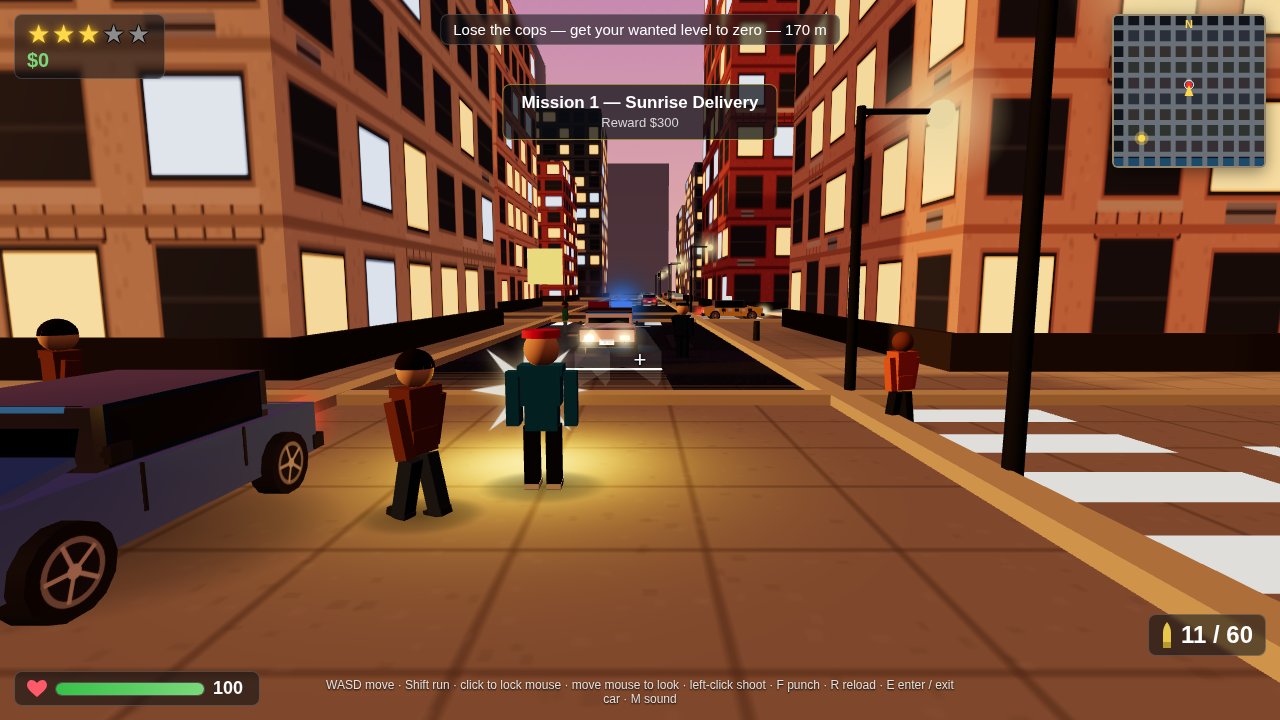 Lose the cops — get your wanted level to zero — 170 m
$0
N
Mission 1 — Sunrise Delivery
Reward $300
11 / 60
100
WASD move · Shift run · click to lock mouse · move mouse to look · left-click shoot · F punch · R reload · E enter / exit
car · M sound